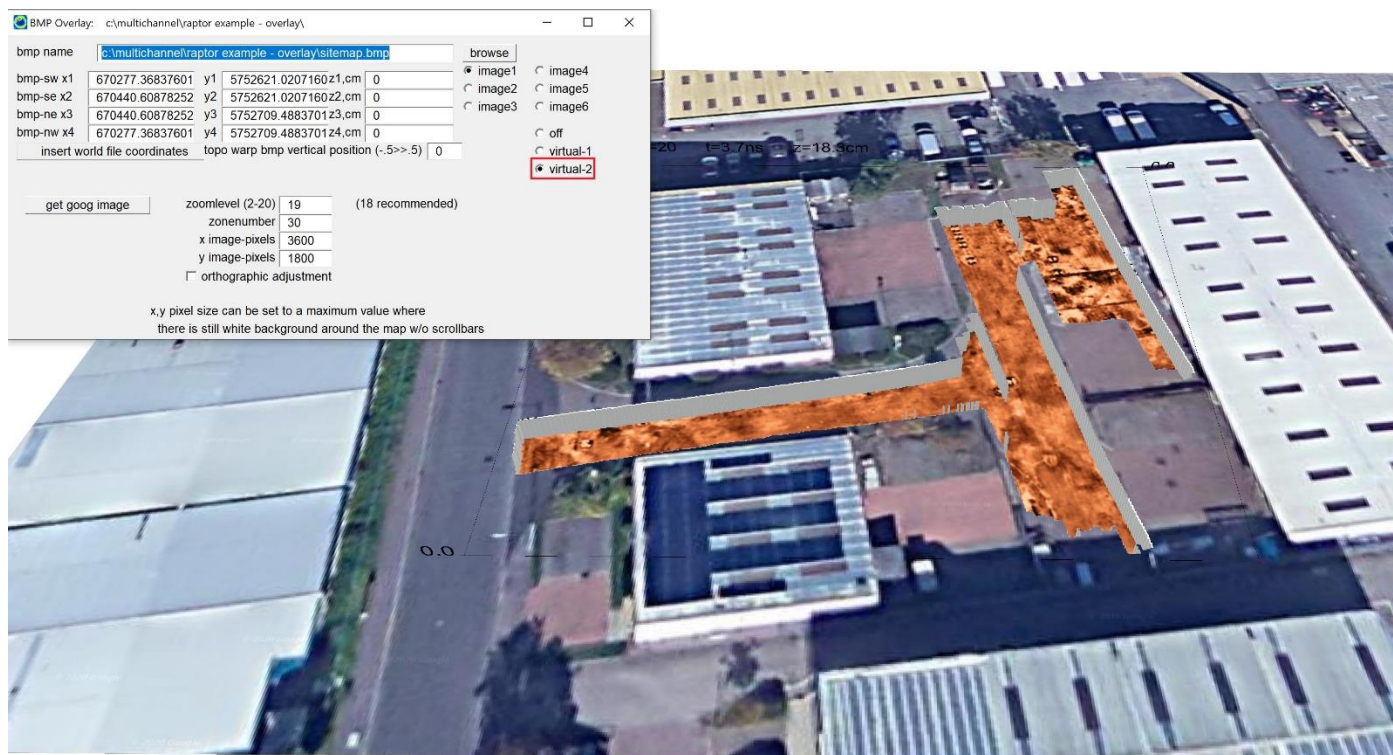 BMP Overlay: c:\multichannel\raptor example - overlay\
bmp name c:\multichannel\raptor example - overlay\sitemap.bmp browse
image1 image4
bmp-sw x1 670277.36837601 y1 5752621.0207160 z1,cm 0
image2 image5
bmp-se x2 670440.60878252 y2 5752621.0207160 z2,cm 0
image3 image6
bmp-ne x3 670440.60878252 y3 5752709.4883701 z3,cm 0
bmp-nw x4 670277.36837601 y4 5752709.4883701 z4,cm 0
off
insert world file coordinates topo warp bmp vertical position (-.5>>.5) 0 virtual-1
virtual-2
get goog image zoomlevel (2-20) 19 (18 recommended)
zonenumber 30
x image-pixels 3600
y image-pixels 1800
orthographic adjustment
x,y pixel size can be set to a maximum value where
there is still white background around the map w/o scrollbars
=20 t=3.7ns z=18.3cm
0.0
0.0